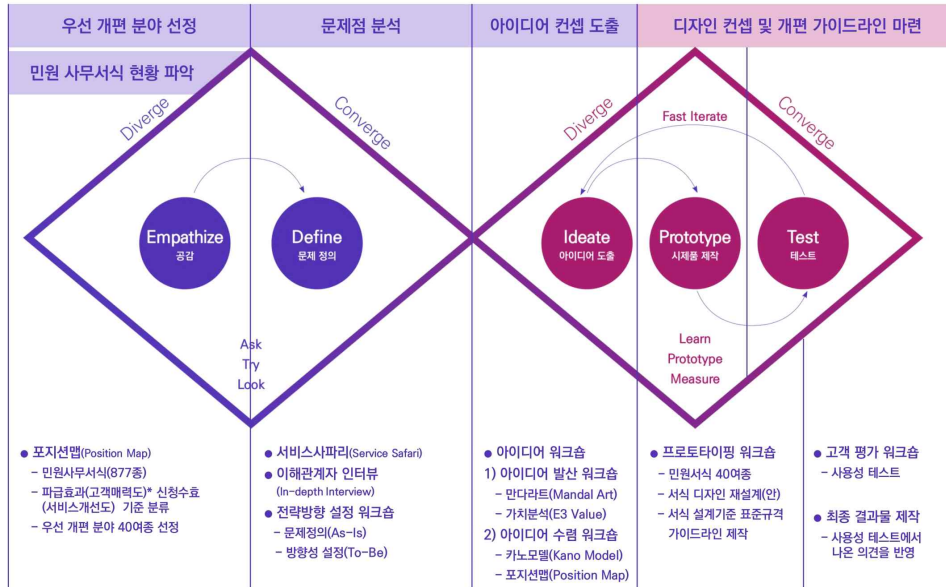 우선 개편 분야 선정
문제점 분석
아이디어 컨셉 도출
디자인 컨셉 및 개편 가이드라인 마련
민원 사무서식 현황 파악
Diverge
Converge
Diverge
Converge
Fast Iterate
Empathize
공감
Define
문제 정의
Ideate
아이디어 도출
Prototype
시제품 제작
Test
테스트
Ask
Try
Look
Learn
Prototype
Measure
● 포지션맵(Position Map)
– 민원사무서식(877종)
– 파급효과(고객매력도)* 신청수효
(서비스개선도) 기준 분류
– 우선 개편 분야 40여종 선정
● 서비스사파리(Service Safari)
● 이해관계자 인터뷰
(In-depth Interview)
● 전략방향 설정 워크숍
– 문제정의(As-Is)
– 방향성 설정(To-Be)
● 아이디어 워크숍
1) 아이디어 발산 워크숍
– 만다라트(Mandal Art)
– 가치분석(E3 Value)
2) 아이디어 수렴 워크숍
– 카노모델(Kano Model)
– 포지션맵(Position Map)
● 프로토타이핑 워크숍
– 민원서식 40여종
– 서식 디자인 재설계(안)
– 서식 설계기준 표준규격
가이드라인 제작
● 고객 평가 워크숍
– 사용성 테스트
● 최종 결과물 제작
– 사용성 테스트에서
나온 의견을 반영